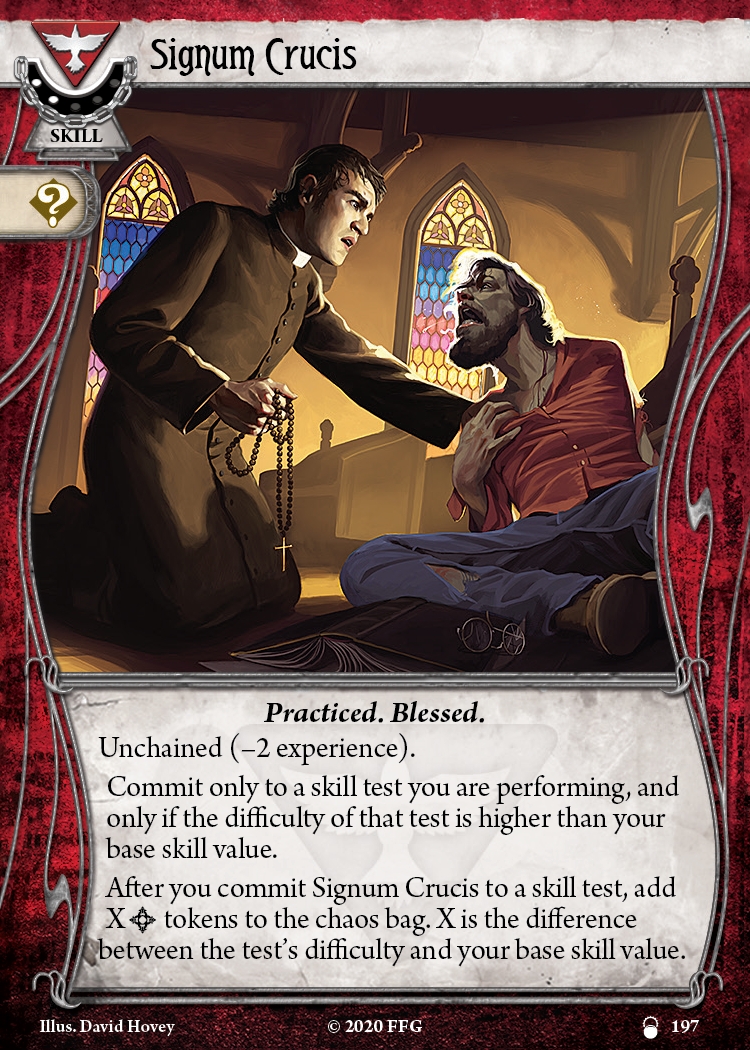 Signum Crucis
SKILL
?
Practiced. Blessed.
Unchained (–2 experience).
Commit only to a skill test you are performing, and
only if the difficulty of that test is higher than your
base skill value.
After you commit Signum Crucis to a skill test, add
X tokens to the chaos bag. X is the difference
between the test’s difficulty and your base skill value.
Illus. David Hovey
© 2020 FFG
197